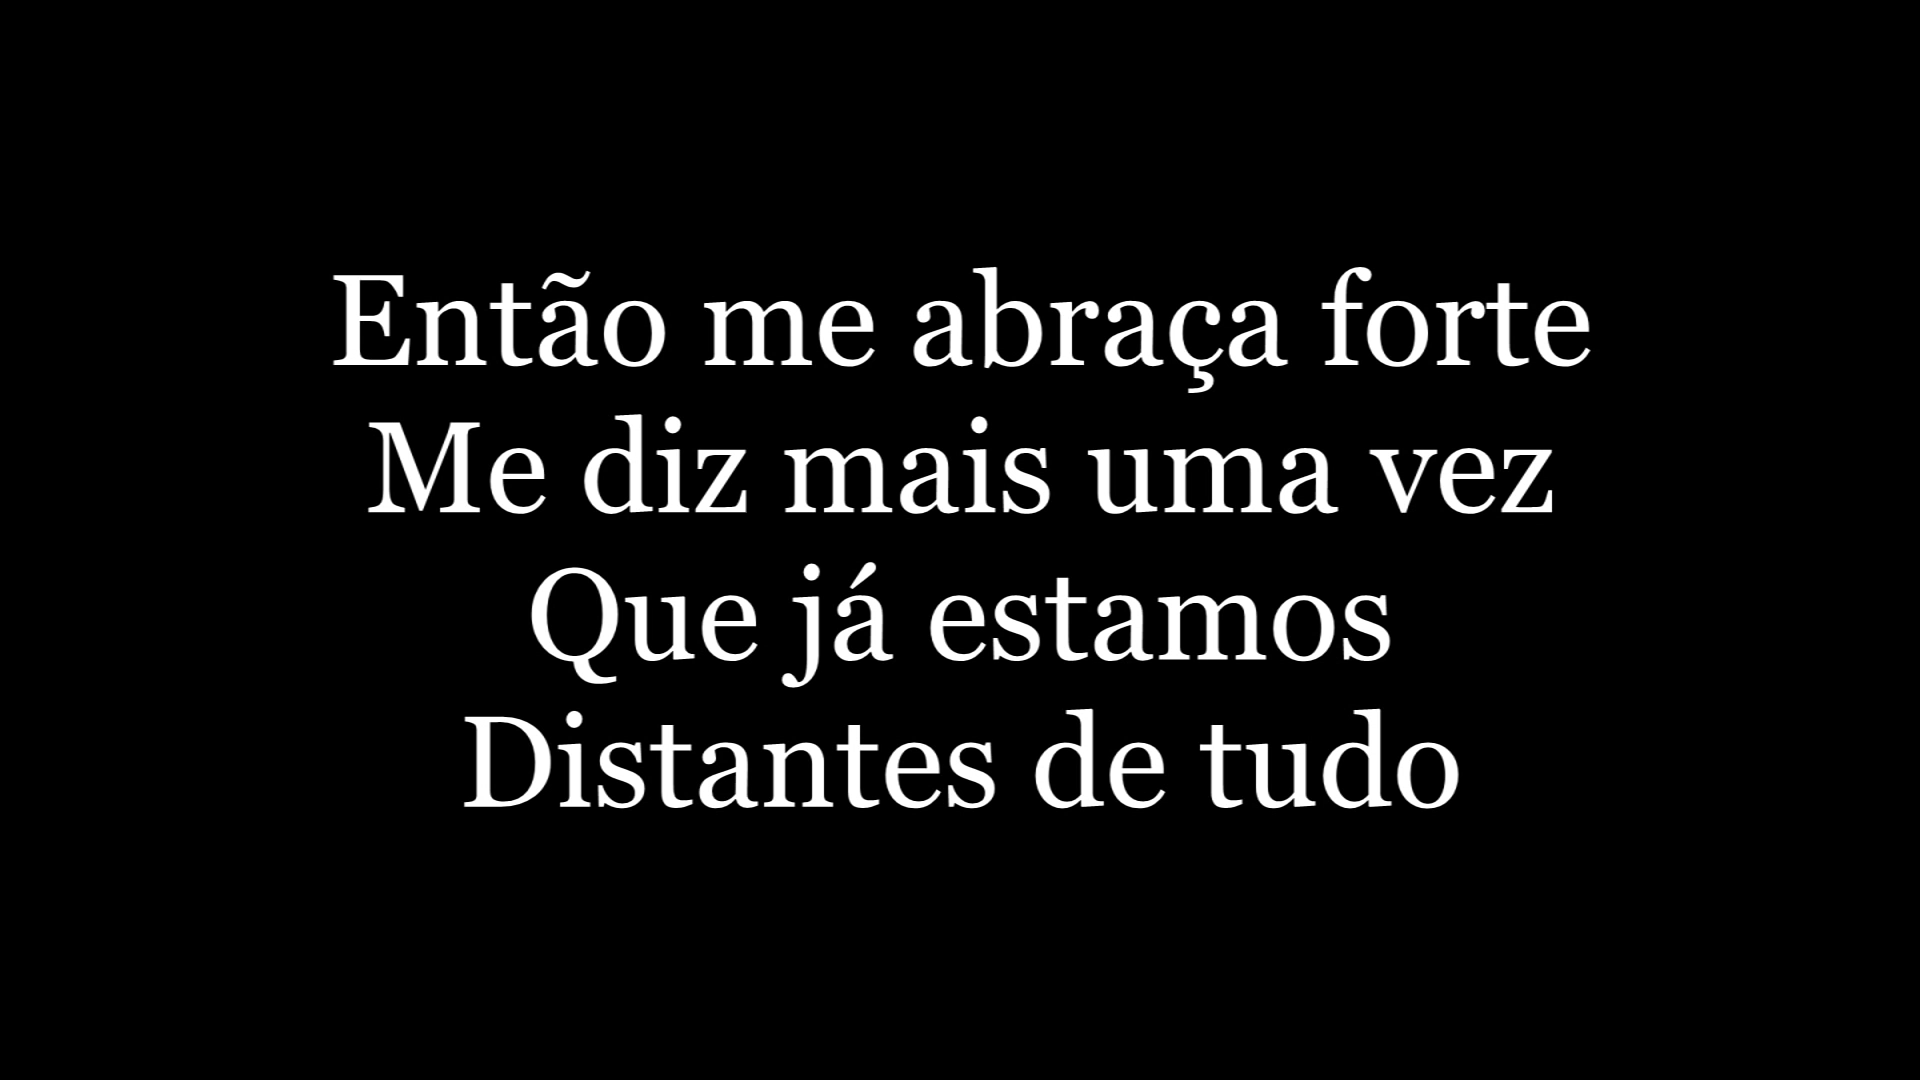 Então me abraça forte
Me diz mais uma vez
Que já estamos
Distantes de tudo